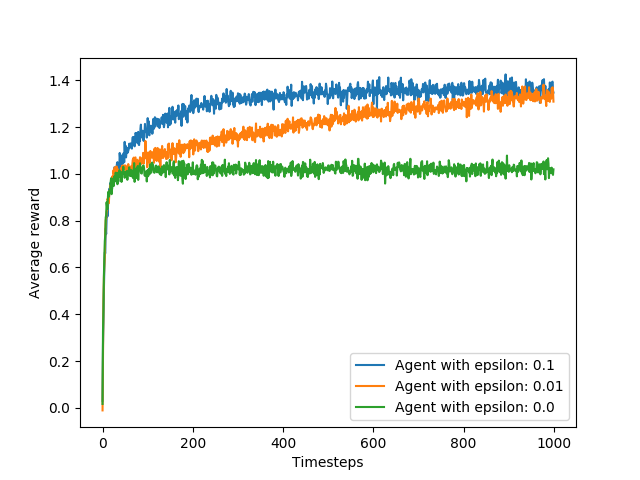 1.4
1.2
1.0
0.8
0.6
0.4
0.2
0.0
Average reward
0 200 400 600 800 1000
Timesteps
Agent with epsilon: 0.1
Agent with epsilon: 0.01
Agent with epsilon: 0.0